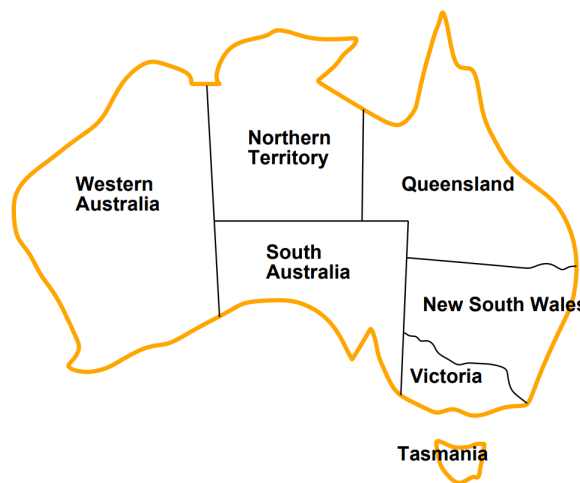 Northern
Territory
Western
Australia
Queensland
South
Australia
New South Wales
Victoria
Tasmania